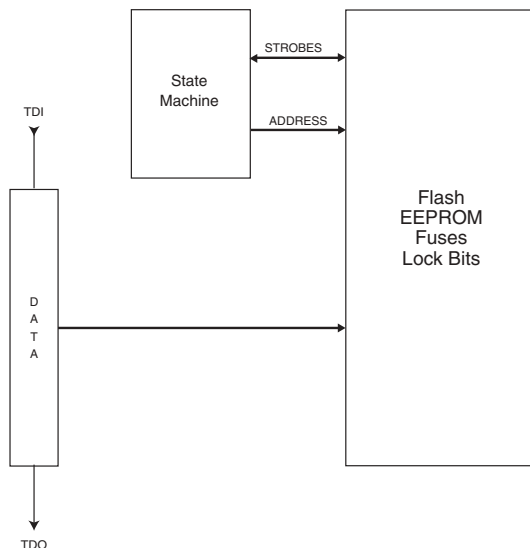 STROBES
State
Machine
ADDRESS
TDI
Flash
EEPROM
Fuses
Lock Bits
D
A
T
A
TDO